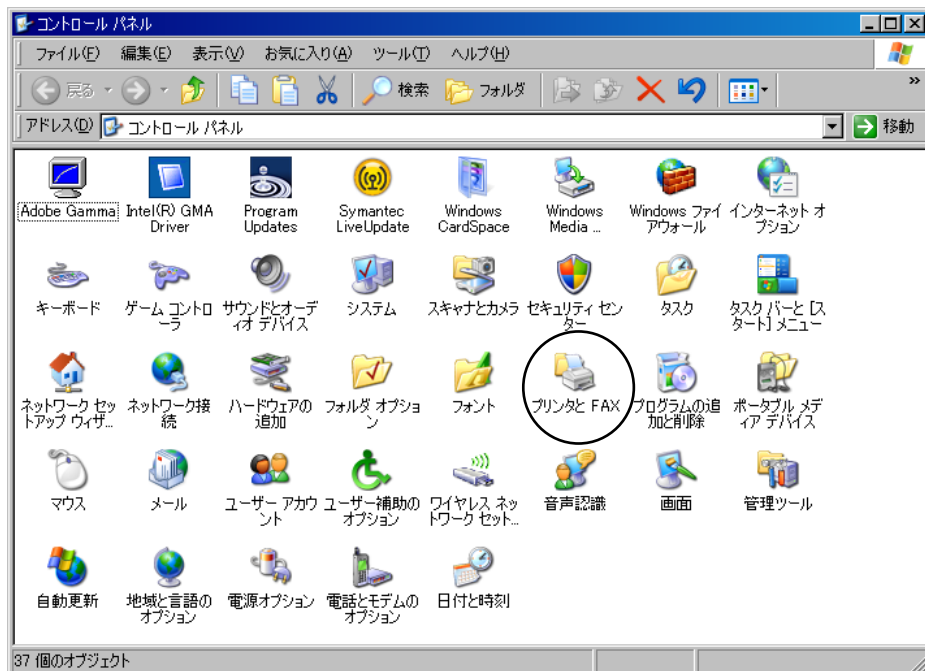 コントロール パネル
ファイル(F) 編集(E) 表示(V) お気に入り(A) ツール(T) ヘルプ(H)
戻る 検索 フォルダ »
アドレス(D) コントロール パネル 移動
Adobe Gamma Intel(R) GMA Program Symantec Windows Windows Windows ファイ インターネット オ
Driver Updates LiveUpdate CardSpace Media ... アウォール プション
キーボード ゲーム コントロ サウンドとオーデ システム スキャナとカメラ セキュリティ セン タスク タスク バーと [ス
ーラ ィオ デバイス ター タート] メニュー
ネットワーク セッ ネットワーク接 ハードウェアの フォルダ オプショ フォント プリンタと FAX プログラムの追 ポータブル メデ
トアップ ウィザ... 続 追加 ン 加と削除 ィア デバイス
マウス メール ユーザー アカウ ユーザー補助の ワイヤレス ネッ 音声認識 画面 管理ツール
ント オプション トワーク セット...
自動更新 地域と言語の 電源オプション 電話とモデムの 日付と時刻
オプション オプション
37 個のオブジェクト